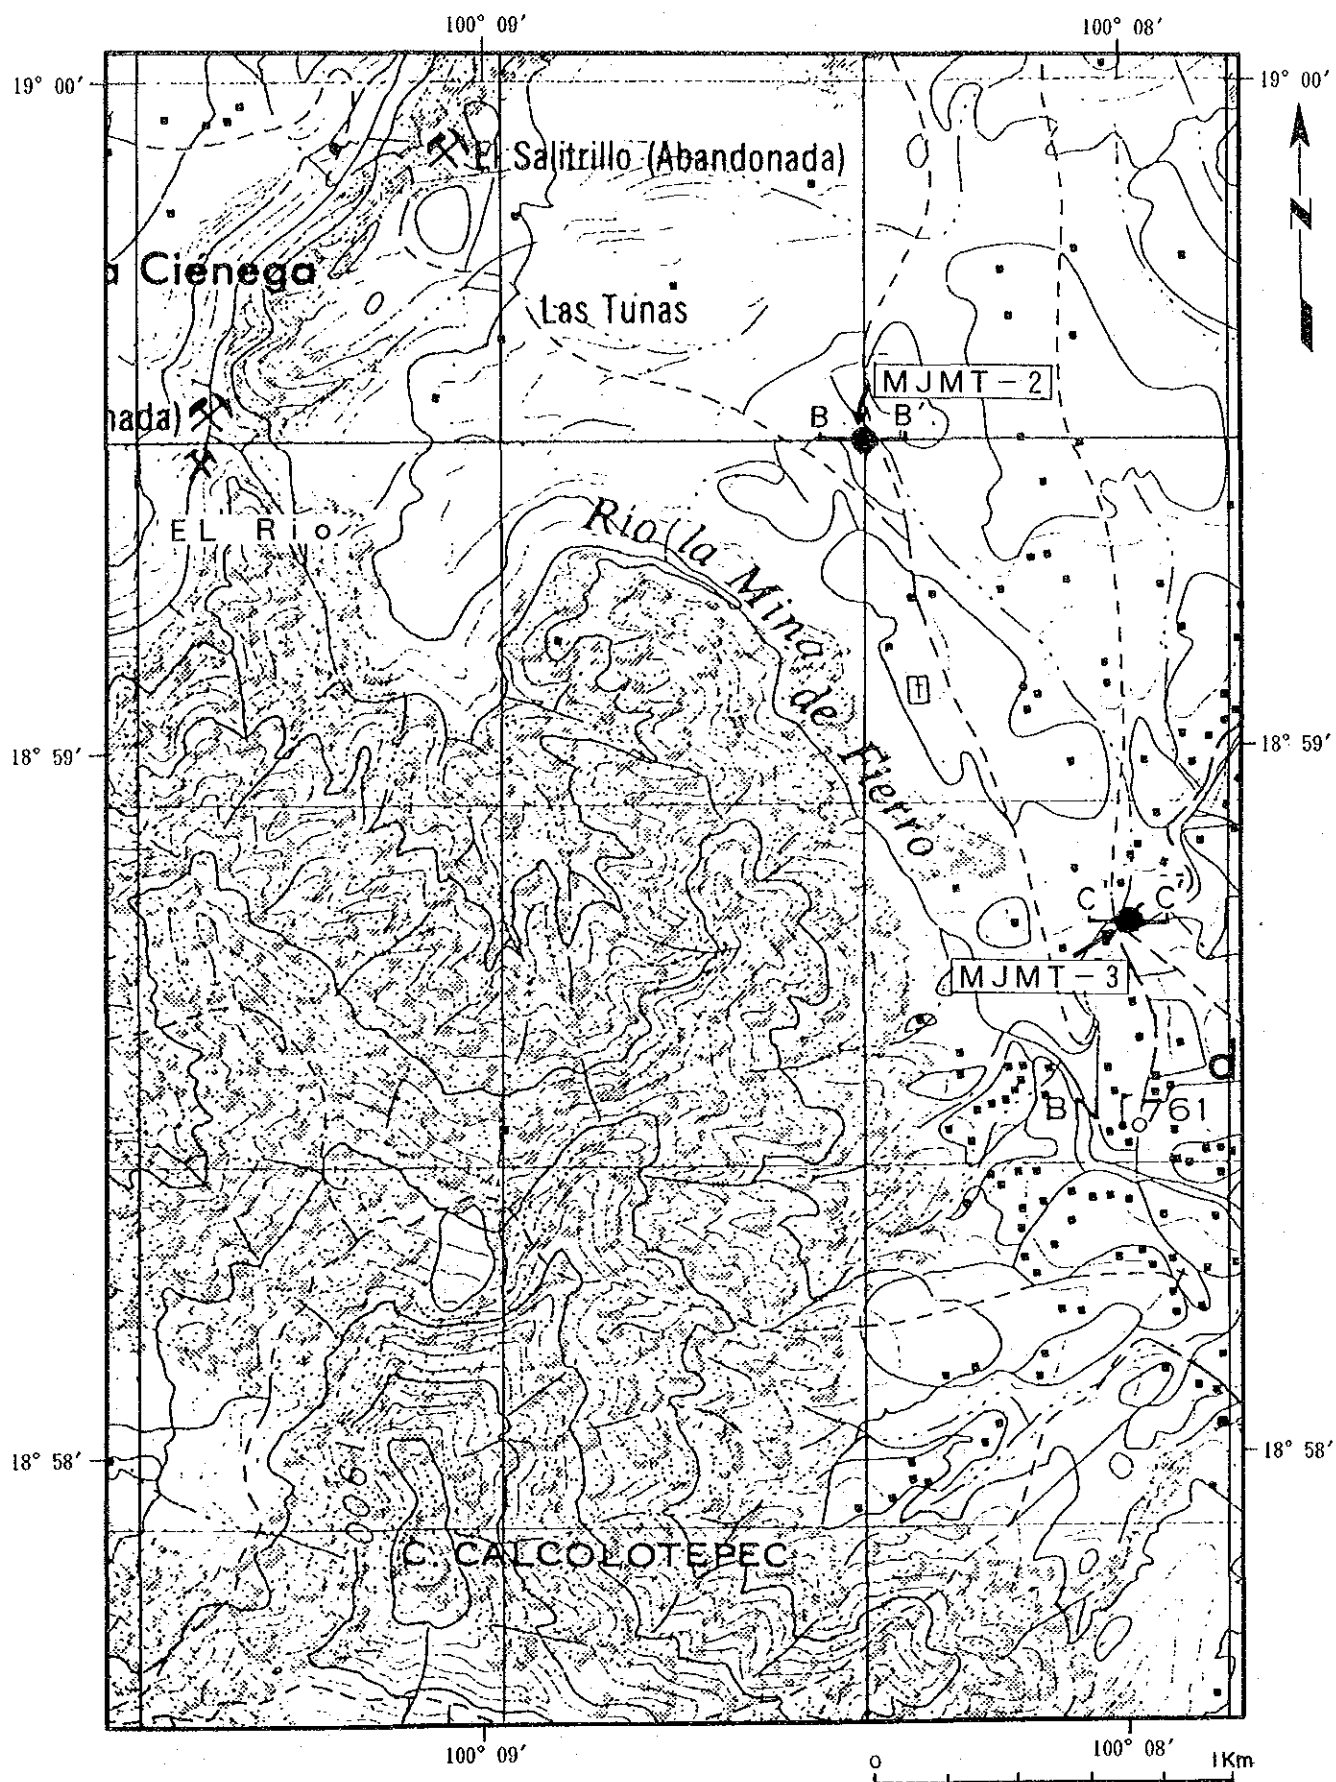 100° 09′
100° 08′
19° 00′
19° 00′
El Salitrillo (Abandonada)
N
a Cienega
Las Tunas
MJMT-2
B
B′
nada)
EL Rio
Rio (la Mina de Fierro
18° 59′
18° 59′
C
C′
MJMT-3
d
761
18° 58′
18° 58′
1900
C. CALCOLOTEPEC
100° 09′
100° 08′
0
1Km